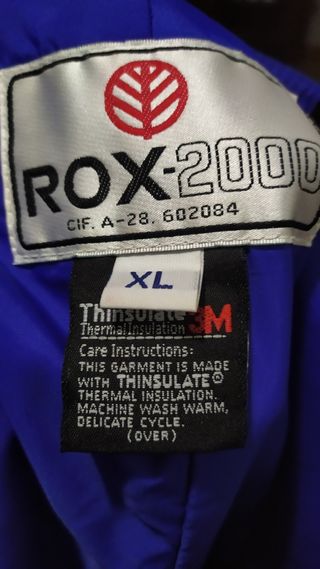 ROX-2000
CIF. A-28. 602084
XL
Thinsulate 3M
Thermal Insulation
Care Instructions:
THIS GARMENT IS MADE
WITH THINSULATE®
THERMAL INSULATION.
MACHINE WASH WARM,
DELICATE CYCLE.
(OVER)